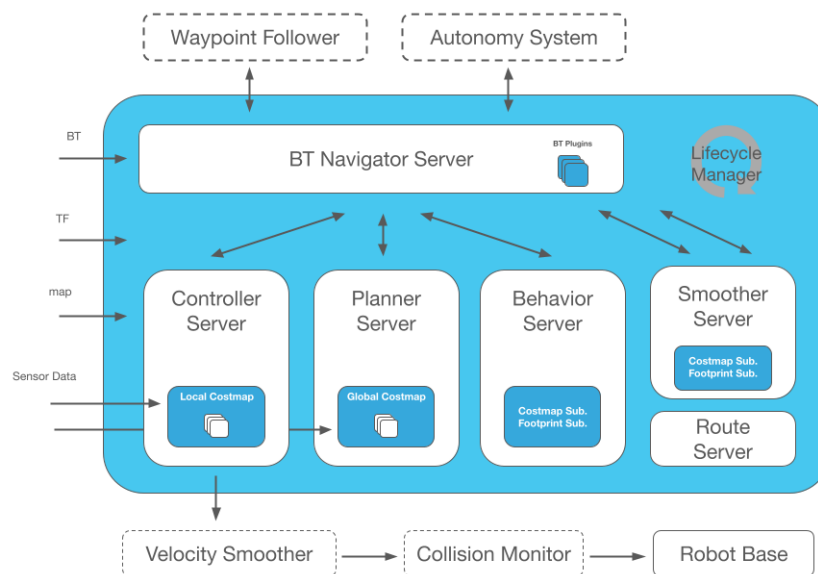 Waypoint Follower
Autonomy System
BT
BT Navigator Server
BT Plugins
Lifecycle
Manager
TF
map
Sensor Data
Controller
Server
Local Costmap
Planner
Server
Global Costmap
Behavior
Server
Costmap Sub.
Footprint Sub.
Smoother
Server
Costmap Sub.
Footprint Sub.
Route
Server
Velocity Smoother
Collision Monitor
Robot Base